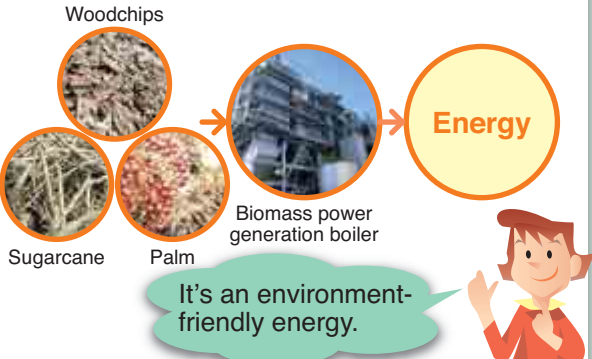 Woodchips
Energy
Biomass power
generation boiler
Sugarcane
Palm
It's an environment-
friendly energy.